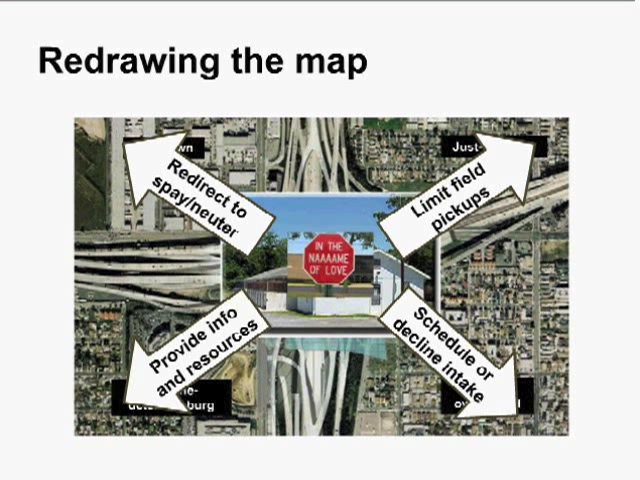 Redrawing the map
Just-
Redirect to
spay/neuter
Limit field
pickups
IN THE
NAAAAME
OF LOVE
Provide info
and resources
Schedule or
decline intake